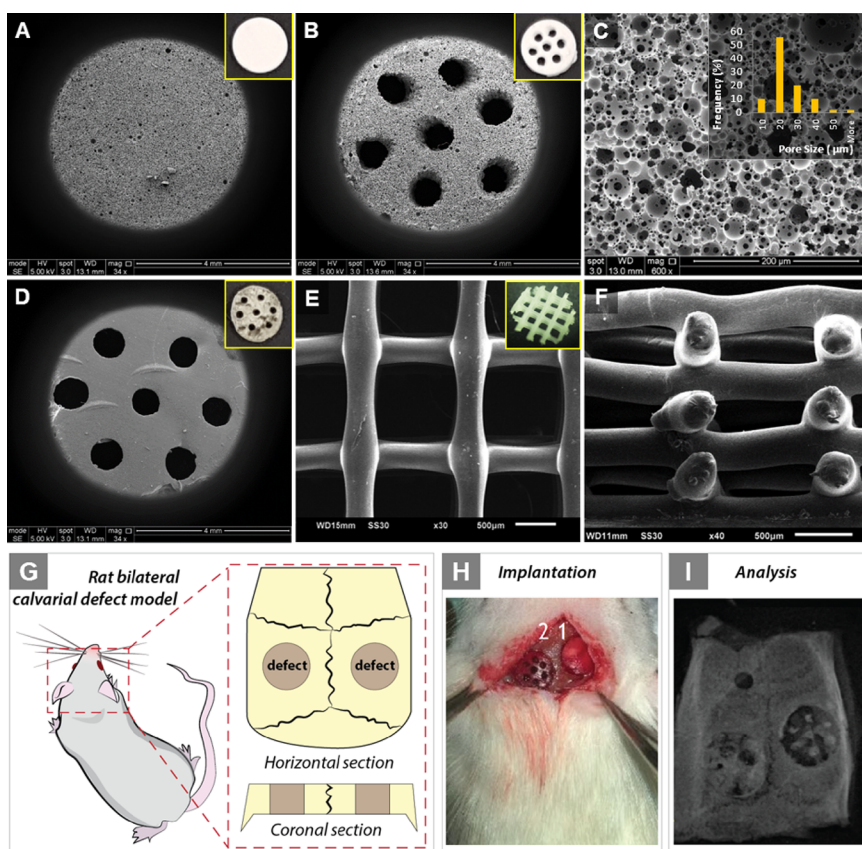 A
mode HV spot WD mag 4 mm
SE 5.00 kV 3.0 13.1 mm 34x
B
mode HV spot WD mag 4 mm
SE 5.00 kV 3.0 13.6 mm 34x
C
Frequency (%)
60
50
40
30
20
10
0
10 20 30 40 50 More
Pore Size (µm)
spot WD mag 200 µm
3.0 13.0 mm 600x
D
mode HV spot WD mag 4 mm
SE 5.00 kV 3.0 13.1 mm 34x
E
WD15mm SS30 x30 500µm
F
WD11mm SS30 x40 500µm
G
Rat bilateral
calvarial defect model
defect defect
Horizontal section
Coronal section
H Implantation
2 1
I Analysis